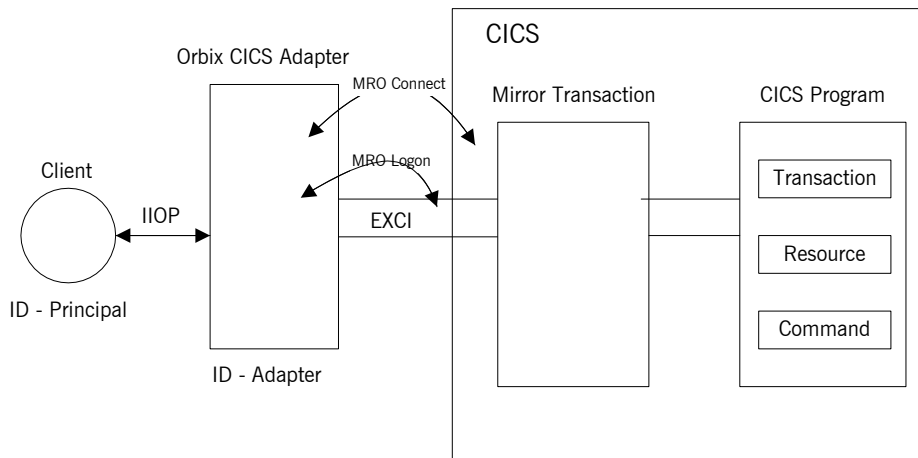 CICS
Orbix CICS Adapter
MRO Connect
Mirror Transaction
CICS Program
MRO Logon
Client
Transaction
IIOP
EXCI
Resource
ID - Principal
Command
ID - Adapter